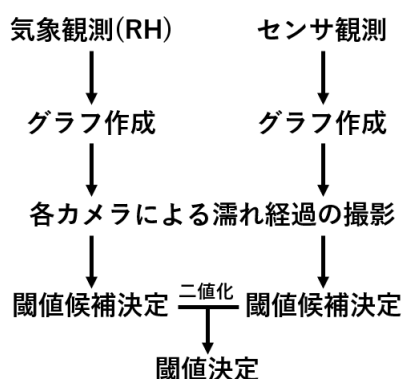 気象観測(RH) センサ観測
グラフ作成 グラフ作成
各カメラによる濡れ経過の撮影
閾値候補決定 二値化 閾値候補決定
閾値決定